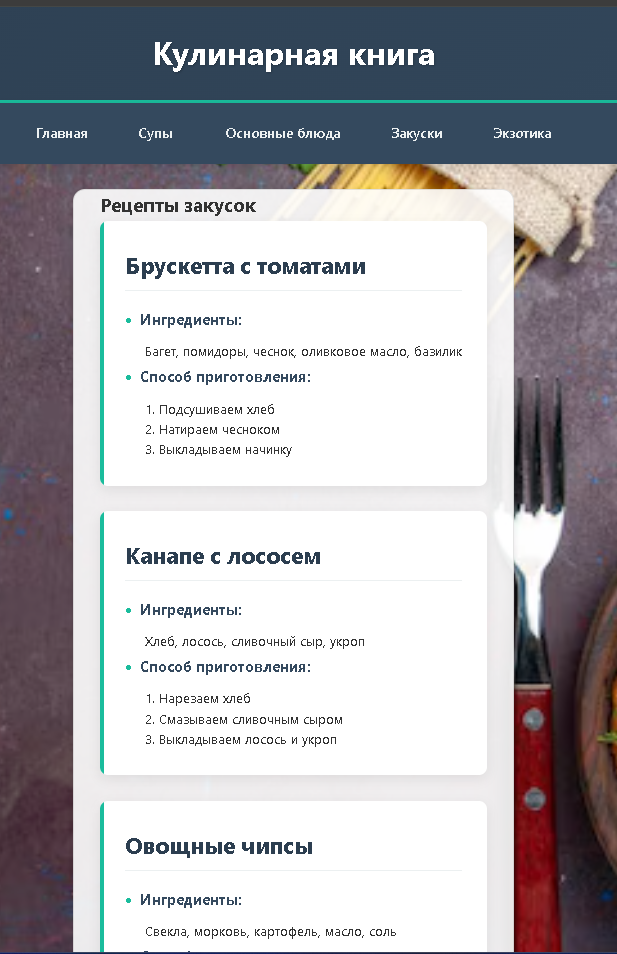 Кулинарная книга
Главная Супы Основные блюда Закуски Экзотика
Рецепты закусок
Брускетта с томатами
Ингредиенты:
Багет, помидоры, чеснок, оливковое масло, базилик
Способ приготовления:
1. Подсушиваем хлеб
2. Натираем чесноком
3. Выкладываем начинку
Канапе с лососем
Ингредиенты:
Хлеб, лосось, сливочный сыр, укроп
Способ приготовления:
1. Нарезаем хлеб
2. Смазываем сливочным сыром
3. Выкладываем лосось и укроп
Овощные чипсы
Ингредиенты:
Свекла, морковь, картофель, масло, соль